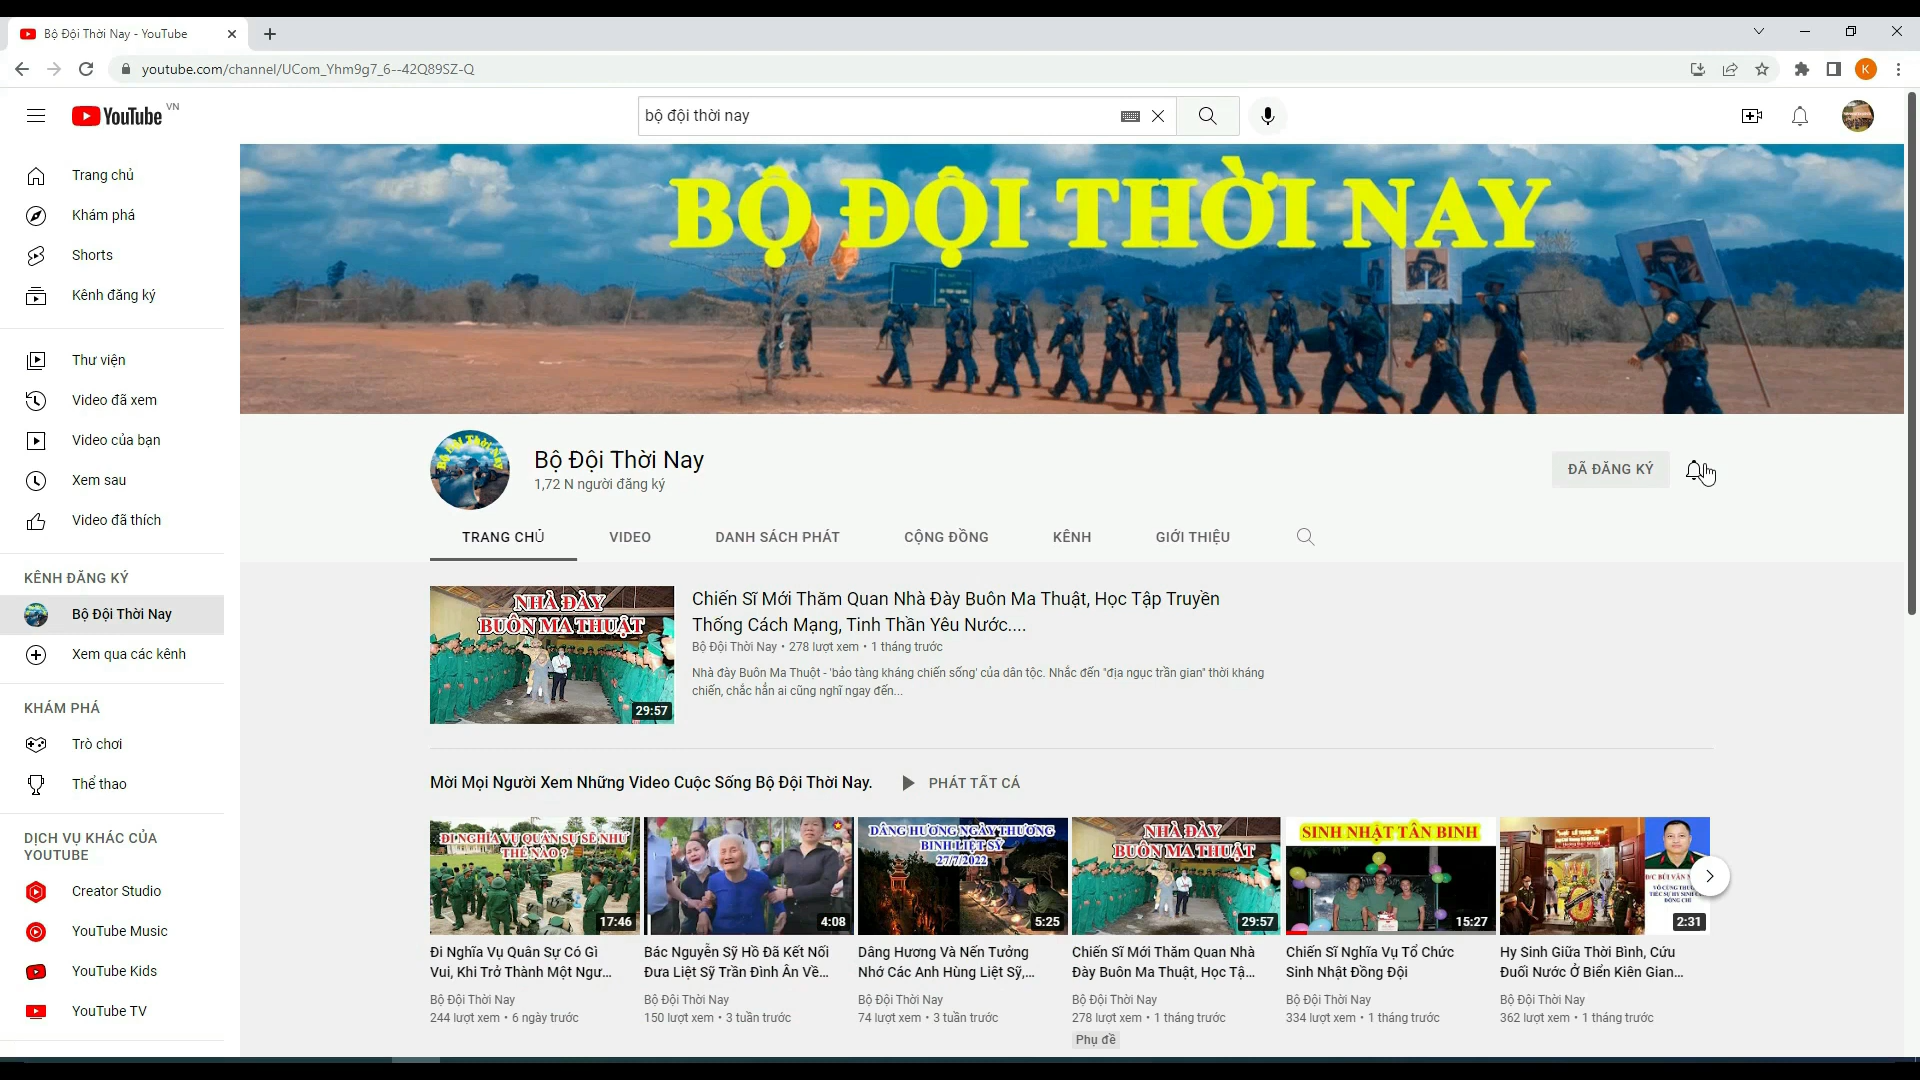 Bộ Đội Thời Nay - YouTube
youtube.com/channel/UCom_Yhm9g7_6--42Q89SZ-Q
K
YouTube VN
bộ đội thời nay
Trang chủ
Khám phá
Shorts
Kênh đăng ký
Thư viện
Video đã xem
Video của bạn
Xem sau
Video đã thích
KÊNH ĐĂNG KÝ
Bộ Đội Thời Nay
Xem qua các kênh
KHÁM PHÁ
Trò chơi
Thể thao
DỊCH VỤ KHÁC CỦA
YOUTUBE
Creator Studio
YouTube Music
YouTube Kids
YouTube TV
BỘ ĐỘI THỜI NAY
Bộ Đội Thời Nay
Bộ Đội Thời Nay
1,72 N người đăng ký
ĐÃ ĐĂNG KÝ
TRANG CHỦ
VIDEO
DANH SÁCH PHÁT
CỘNG ĐỒNG
KÊNH
GIỚI THIỆU
NHÀ ĐÀY
BUÔN MA THUẬT
29:57
Chiến Sĩ Mới Thăm Quan Nhà Đày Buôn Ma Thuật, Học Tập Truyền
Thống Cách Mạng, Tinh Thần Yêu Nước....
Bộ Đội Thời Nay • 278 lượt xem • 1 tháng trước
Nhà đày Buôn Ma Thuột - 'bảo tàng kháng chiến sống' của dân tộc. Nhắc đến "địa ngục trần gian" thời kháng
chiến, chắc hẳn ai cũng nghĩ ngay đến...
Mời Mọi Người Xem Những Video Cuộc Sống Bộ Đội Thời Nay.
PHÁT TẤT CẢ
ĐI NGHĨA VỤ QUÂN SỰ SẼ NHƯ
THẾ NÀO ?
17:46
Đi Nghĩa Vụ Quân Sự Có Gì
Vui, Khi Trở Thành Một Ngư...
Bộ Đội Thời Nay
244 lượt xem • 6 ngày trước
4:08
Bác Nguyễn Sỹ Hồ Đã Kết Nối
Đưa Liệt Sỹ Trần Đình Ân Về...
Bộ Đội Thời Nay
150 lượt xem • 3 tuần trước
DÂNG HƯƠNG NGÀY THƯƠNG
BINH LIỆT SỸ
27/7/2022
5:25
Dâng Hương Và Nến Tưởng
Nhớ Các Anh Hùng Liệt Sỹ,...
Bộ Đội Thời Nay
74 lượt xem • 3 tuần trước
NHÀ ĐÀY
BUÔN MA THUẬT
29:57
Chiến Sĩ Mới Thăm Quan Nhà
Đày Buôn Ma Thuật, Học Tậ...
Bộ Đội Thời Nay
278 lượt xem • 1 tháng trước
Phụ đề
SINH NHẬT TÂN BINH
15:27
Chiến Sĩ Nghĩa Vụ Tổ Chức
Sinh Nhật Đồng Đội
Bộ Đội Thời Nay
334 lượt xem • 1 tháng trước
2:31
Hy Sinh Giữa Thời Bình, Cứu
Đuối Nước Ở Biển Kiên Gian...
Bộ Đội Thời Nay
362 lượt xem • 1 tháng trước